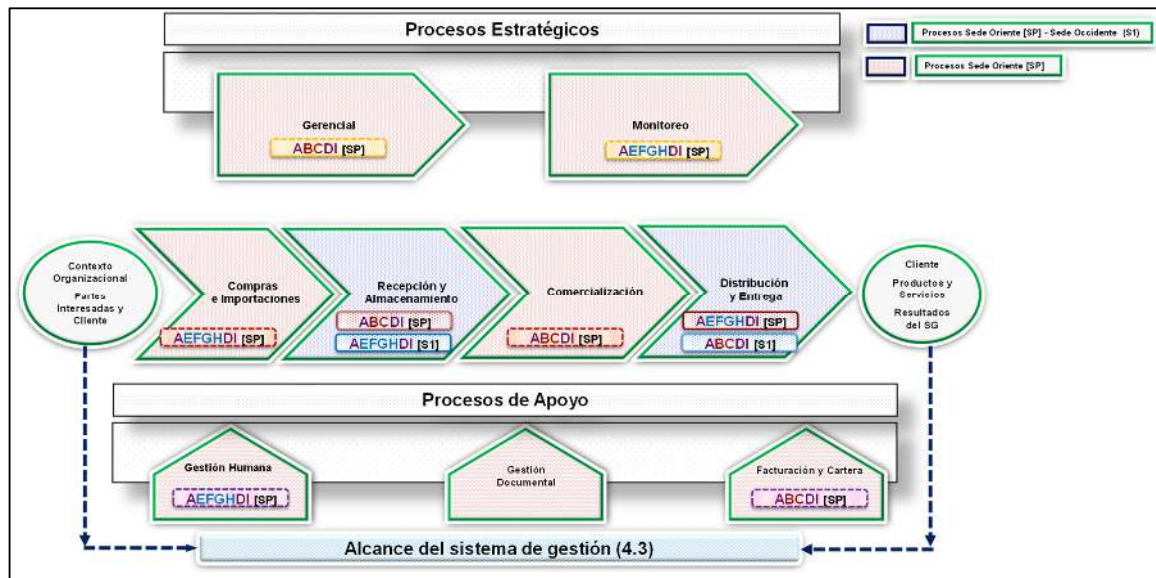 Procesos Estratégicos
Procesos Sede Oriente [SP] - Sede Occidente (S1)
Procesos Sede Oriente [SP]
Gerencial
ABCDI [SP]
Monitoreo
AEFGHDI [SP]
Contexto
Organizacional
Partes
Interesadas y
Cliente
Compras
e Importaciones
AEFGHDI [SP]
Recepción y
Almacenamiento
ABCDI [SP]
AEFGHDI [S1]
Comercialización
ABCDI [SP]
Distribución
y Entrega
AEFGHDI [SP]
ABCDI [S1]
Cliente
Productos y
Servicios
Resultados
del SG
Procesos de Apoyo
Gestión Humana
AEFGHDI [SP]
Gestión
Documental
Facturación y Cartera
ABCDI [SP]
Alcance del sistema de gestión (4.3)